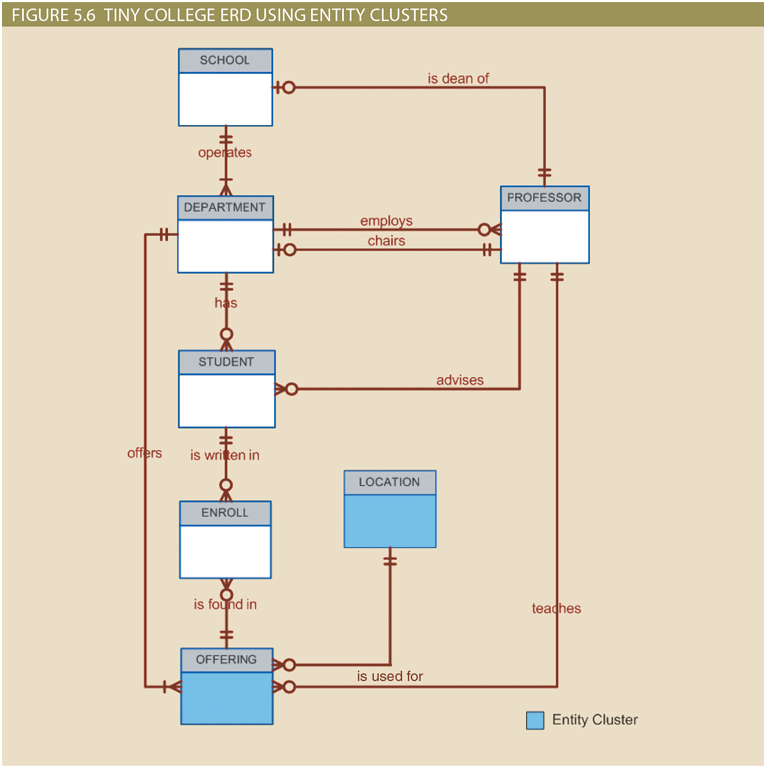 FIGURE 5.6 TINY COLLEGE ERD USING ENTITY CLUSTERS
SCHOOL
is dean of
operates
DEPARTMENT
PROFESSOR
employs
chairs
has
STUDENT
advises
offers
is written in
LOCATION
ENROLL
is found in
teaches
OFFERING
is used for
Entity Cluster